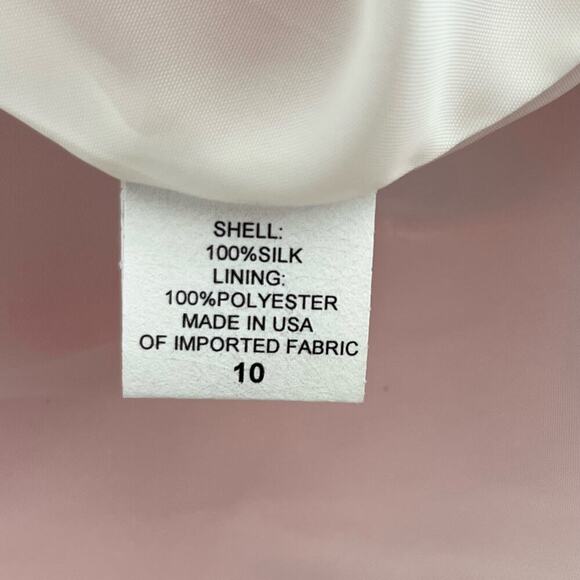 SHELL:
100%SILK
LINING:
100%POLYESTER
MADE IN USA
OF IMPORTED FABRIC
10